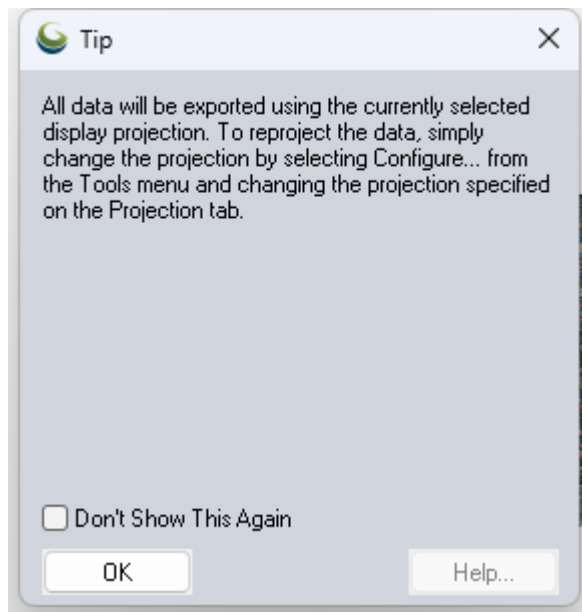 Tip
All data will be exported using the currently selected
display projection. To reproject the data, simply
change the projection by selecting Configure... from
the Tools menu and changing the projection specified
on the Projection tab.
Don't Show This Again
OK
Help...